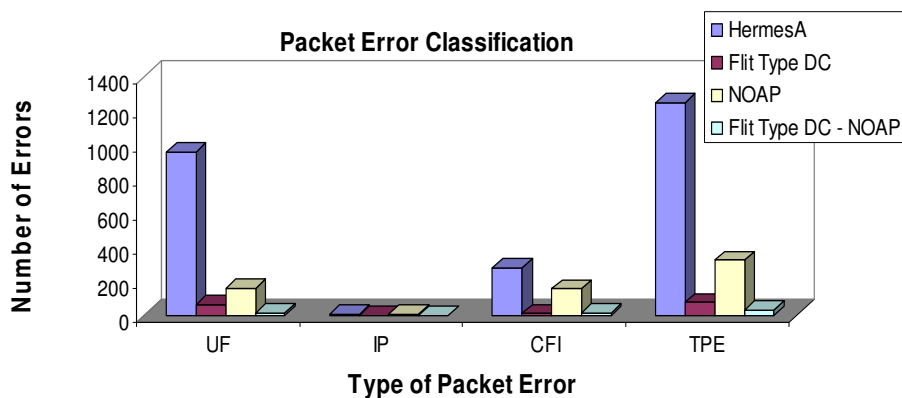 Packet Error Classification
HermesA
Flit Type DC
NOAP
Flit Type DC - NOAP
Number of Errors
1400
1200
1000
800
600
400
200
0
UF
IP
CFI
TPE
Type of Packet Error